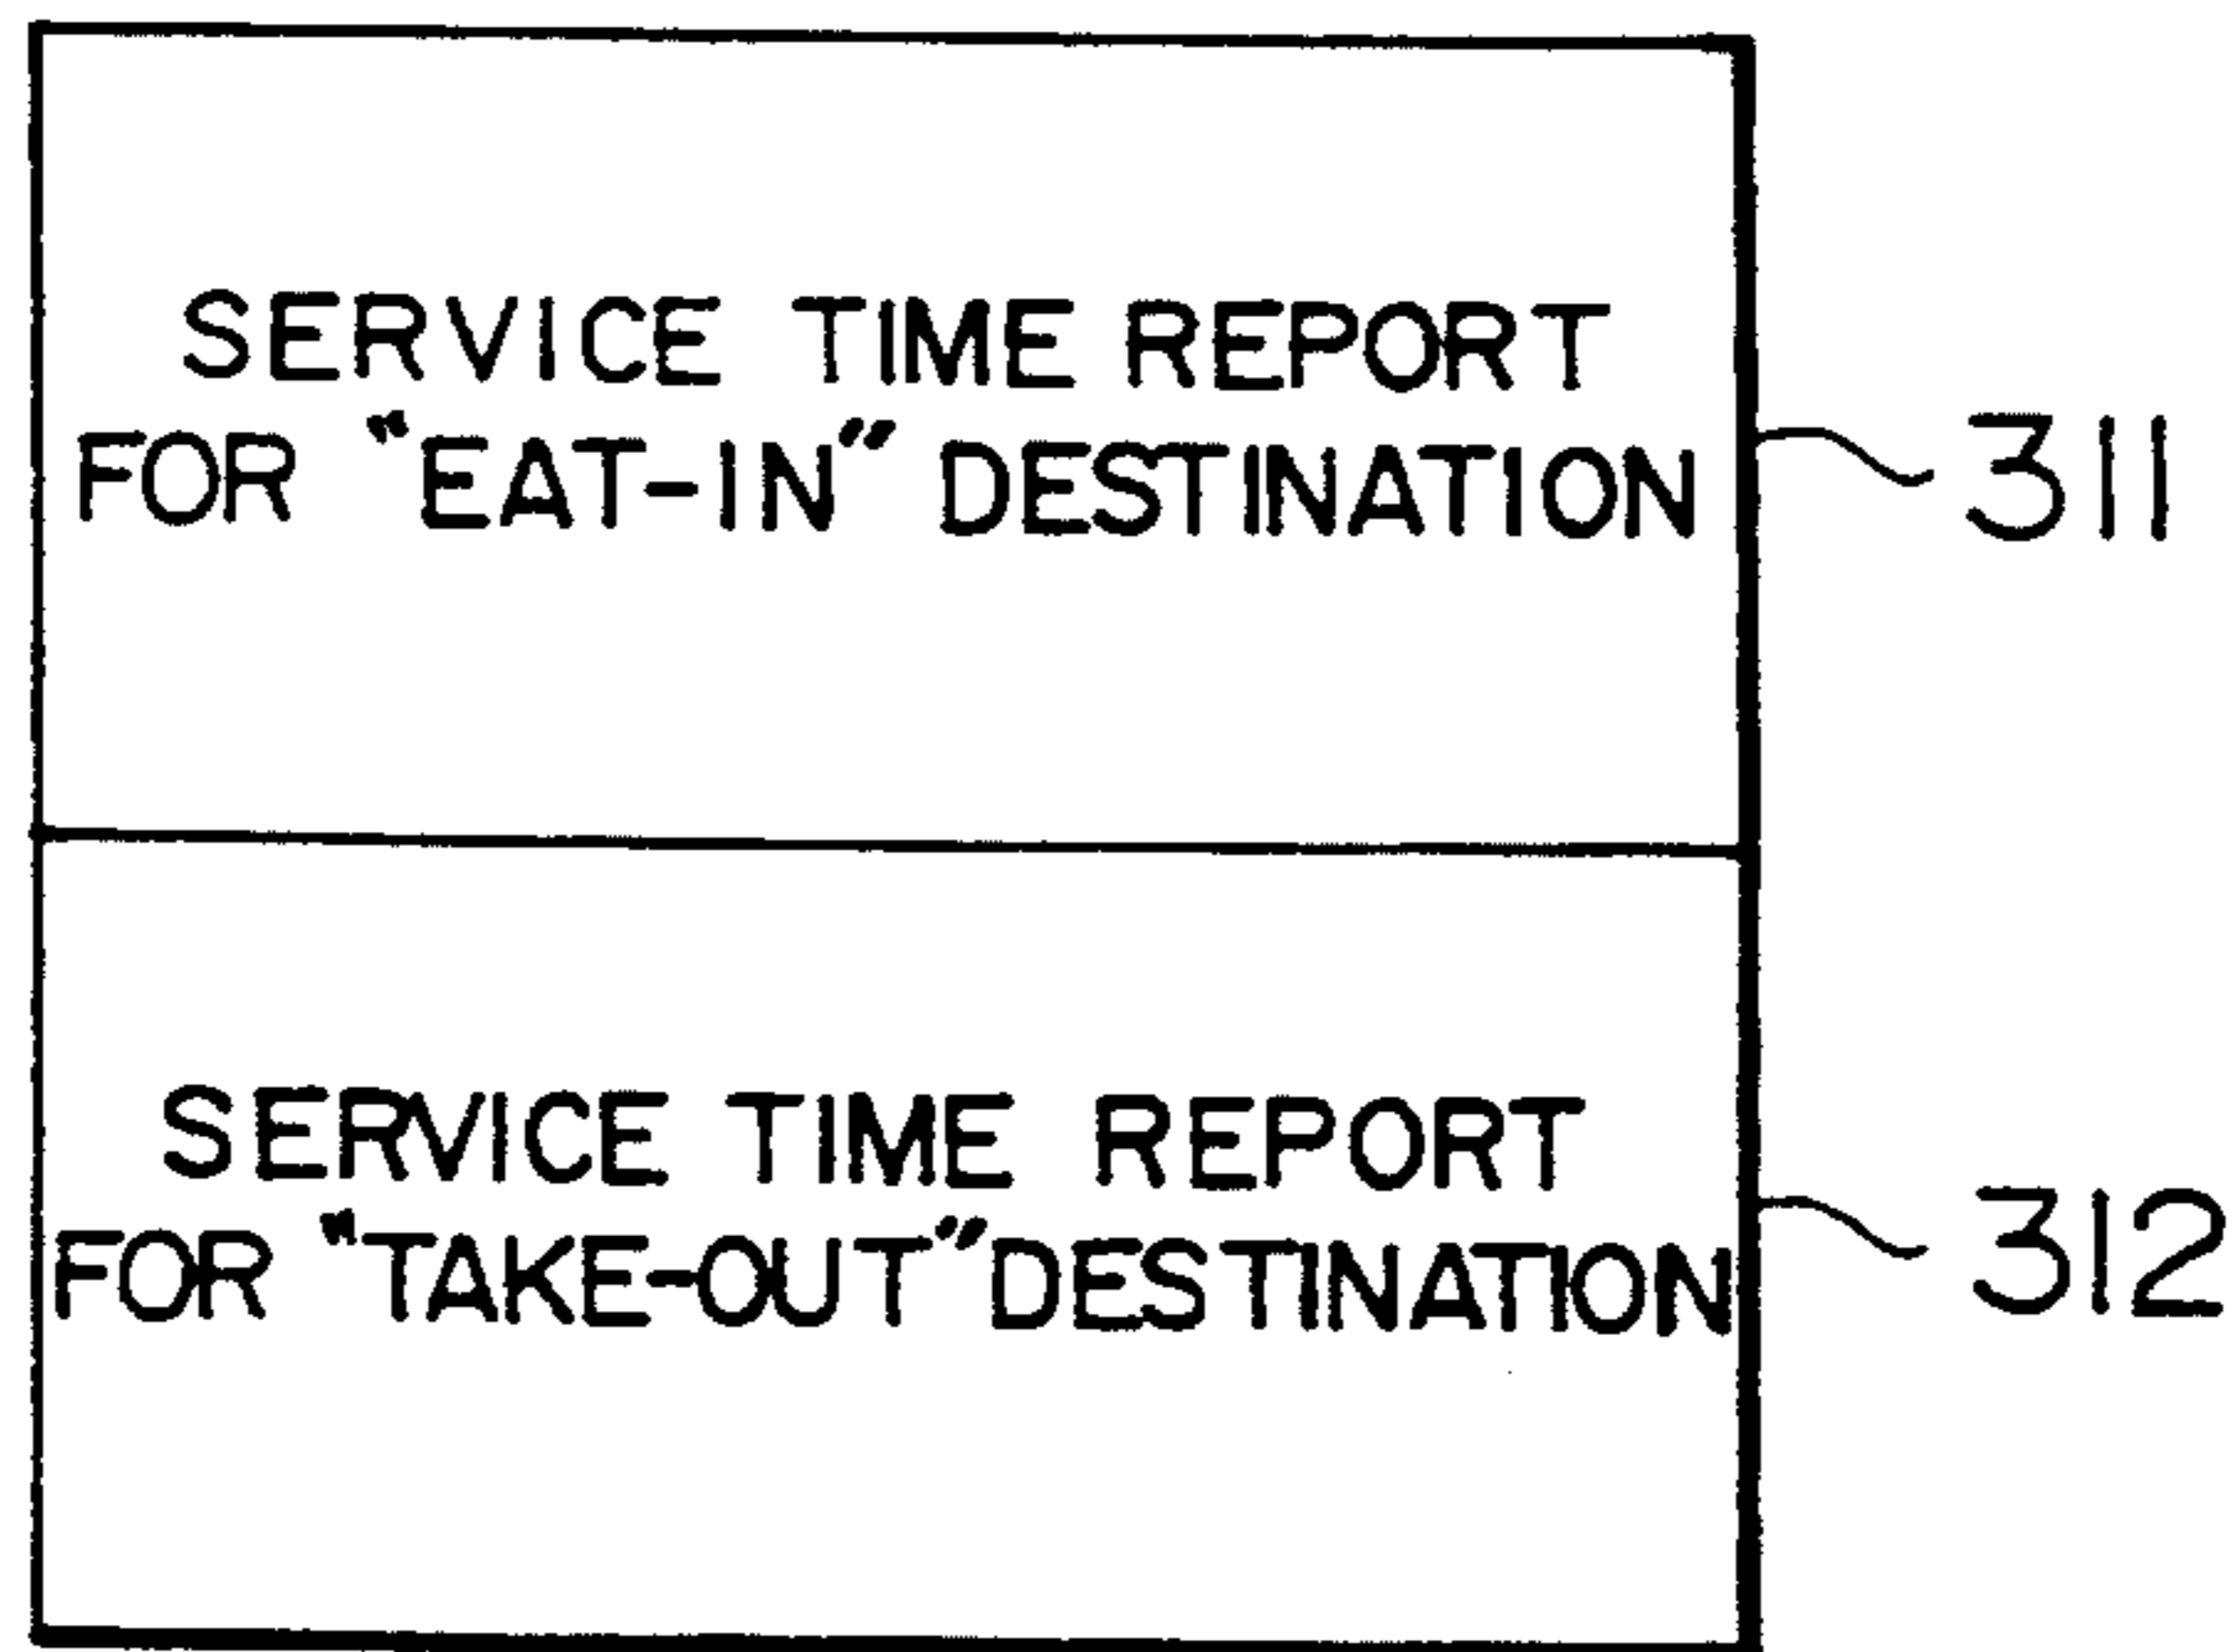 SERVICE TIME REPORT
FOR "EAT-IN" DESTINATION
311
SERVICE TIME REPORT
FOR "TAKE-OUT" DESTINATION
312